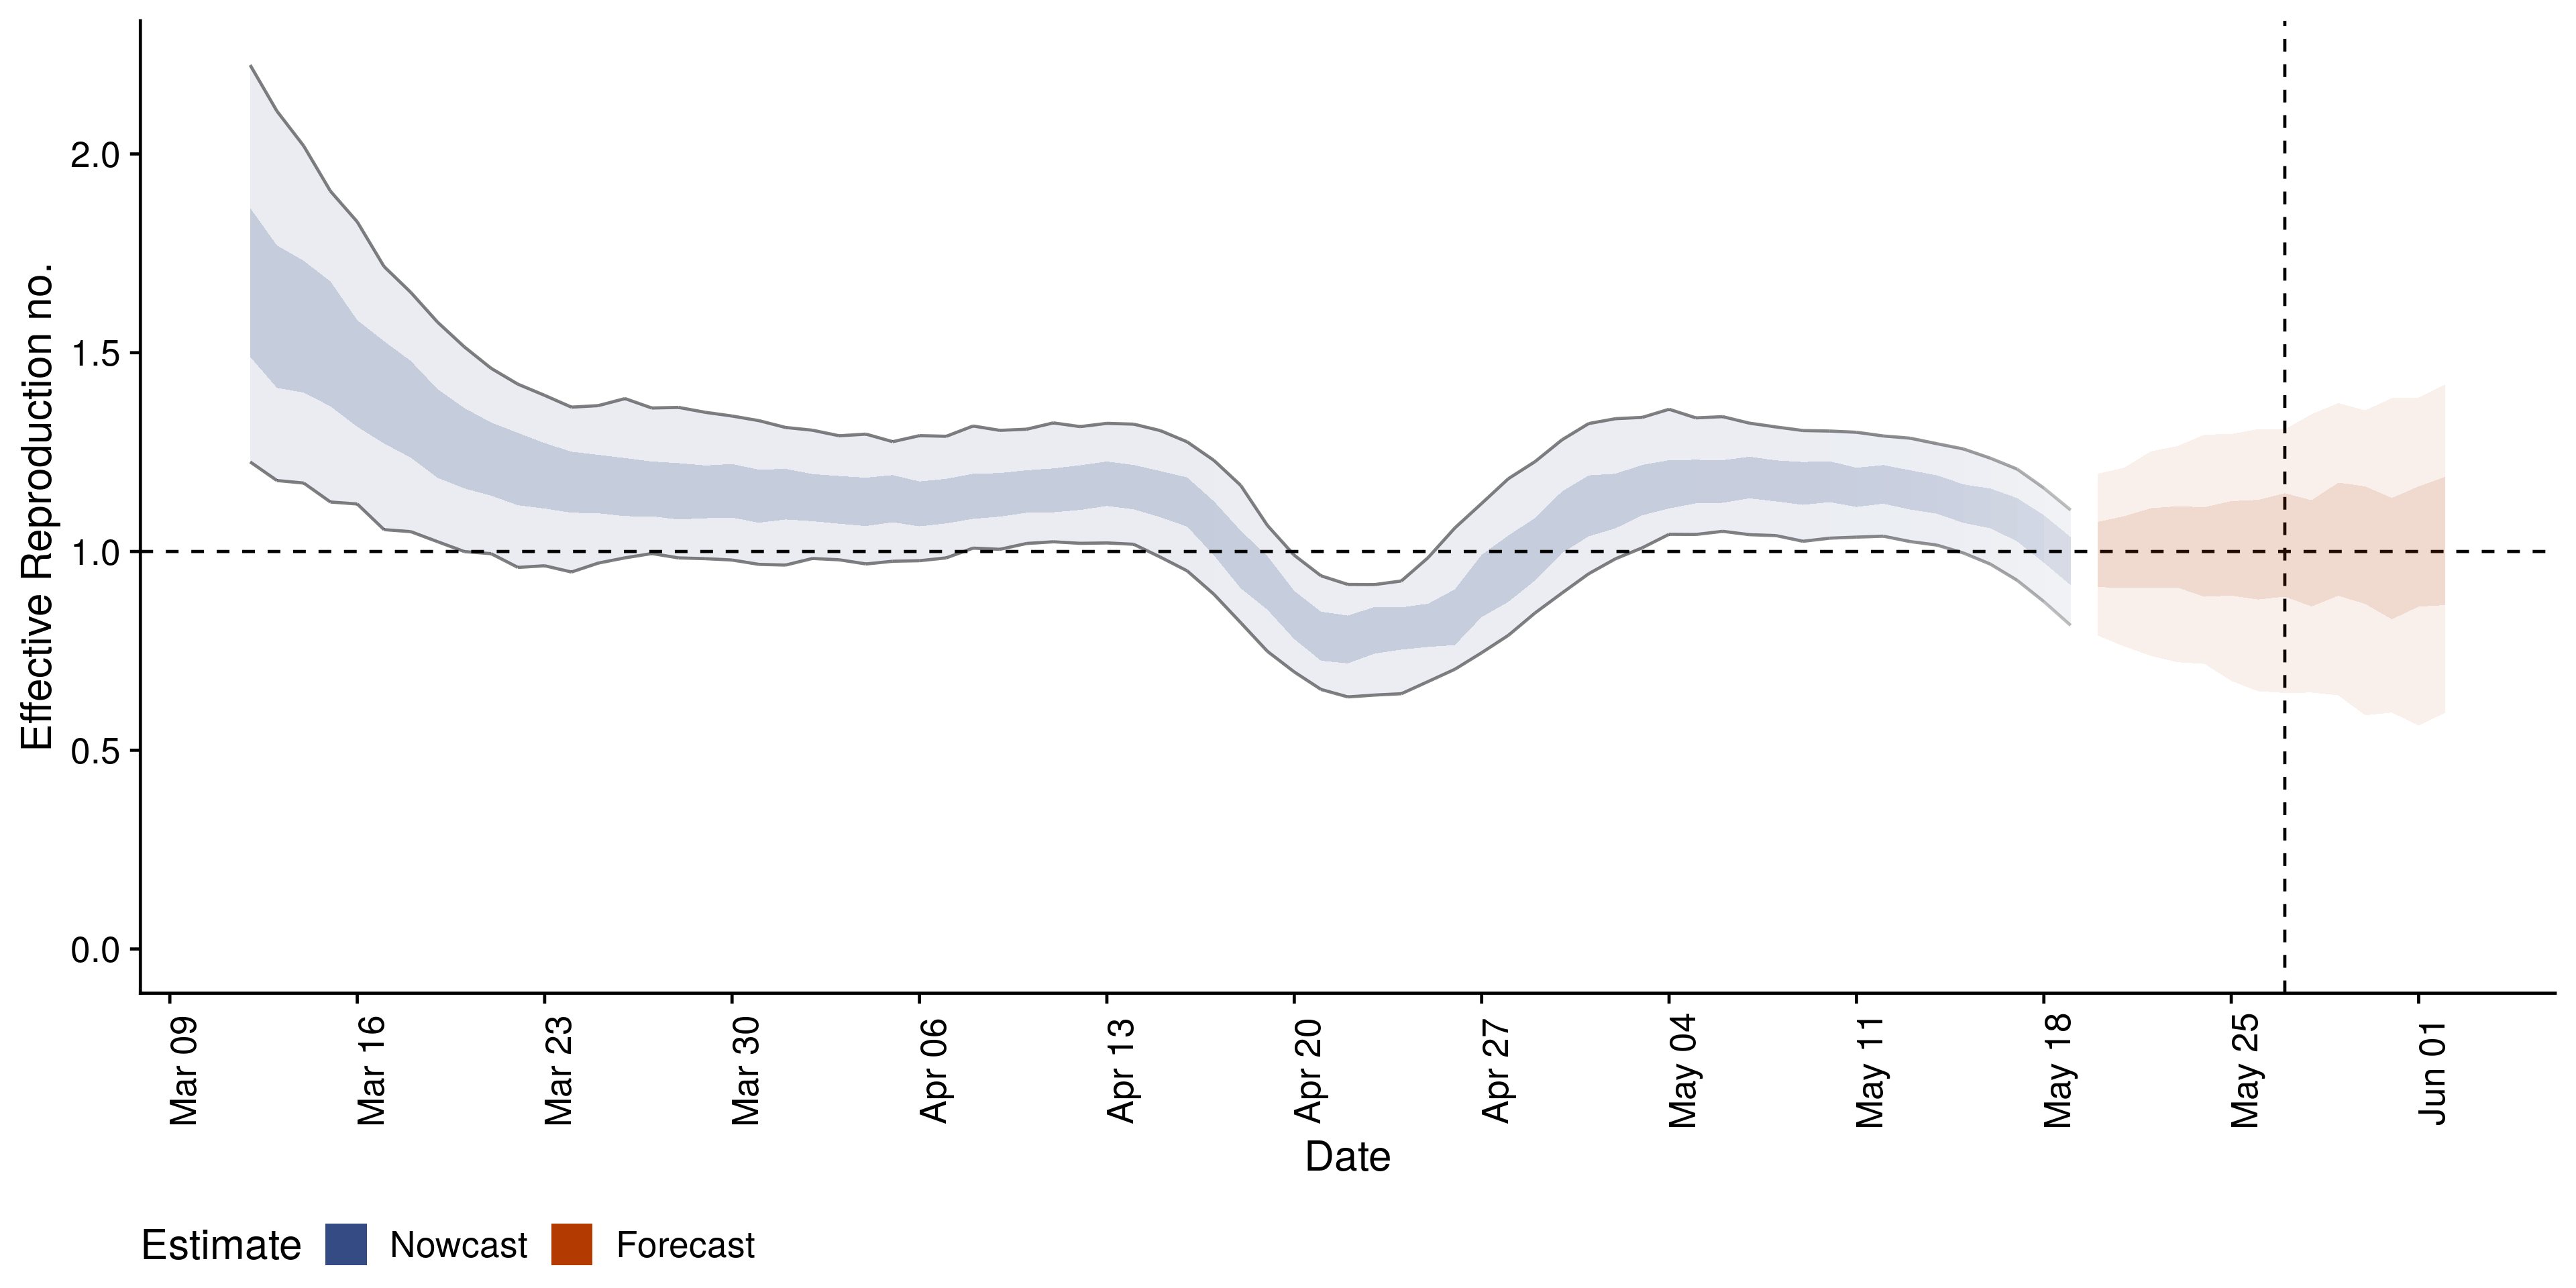 Effective Reproduction no.
2.0
1.5
1.0
0.5
0.0
Mar 09
Mar 16
Mar 23
Mar 30
Apr 06
Apr 13
Apr 20
Apr 27
May 04
May 11
May 18
May 25
Jun 01
Date
Estimate Nowcast Forecast